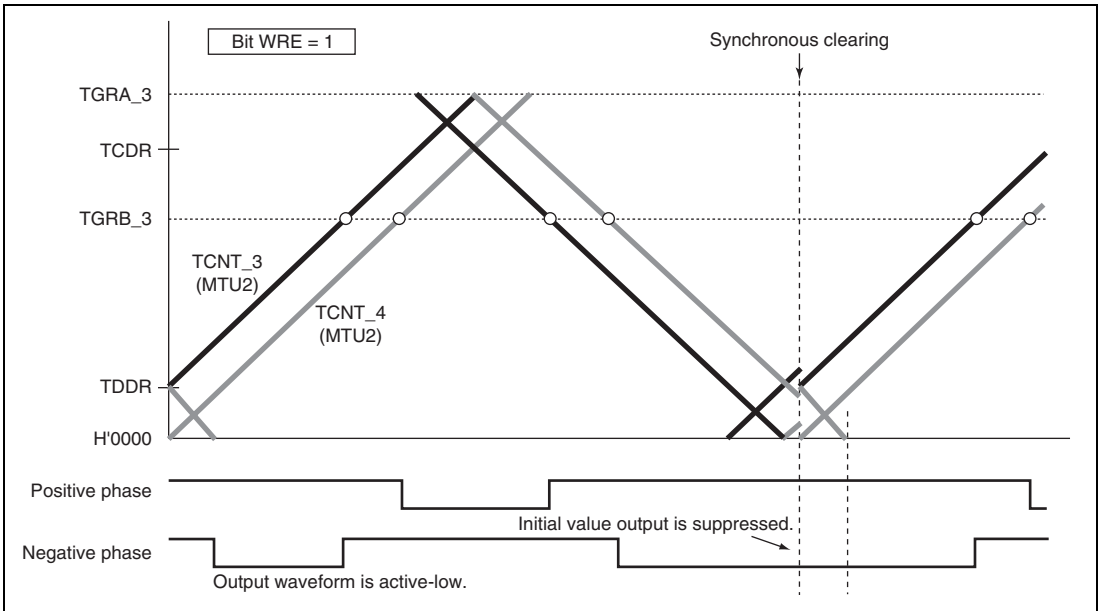 Bit WRE = 1
Synchronous clearing
TGRA_3
TCDR
TGRB_3
TCNT_3
(MTU2)
TCNT_4
(MTU2)
TDDR
H'0000
Positive phase
Initial value output is suppressed.
Negative phase
Output waveform is active-low.